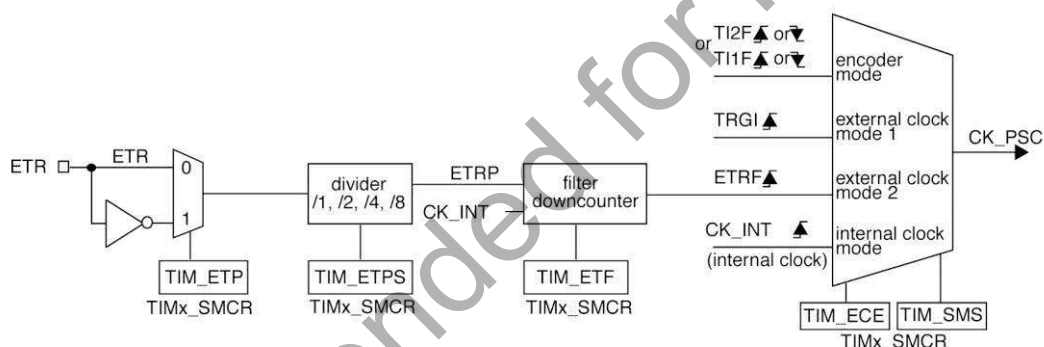 or TI2F or
TI1F or
encoder
mode
TRGI
external clock
mode 1
CK_PSC
ETR
ETR
0
1
divider
/1, /2, /4, /8
ETRP
CK_INT
filter
downcounter
ETRF
external clock
mode 2
CK_INT
(internal clock)
internal clock
mode
TIM_ETP
TIMx_SMCR
TIM_ETPS
TIMx_SMCR
TIM_ETF
TIMx_SMCR
TIM_ECE
TIM_SMS
TIMx_SMCR